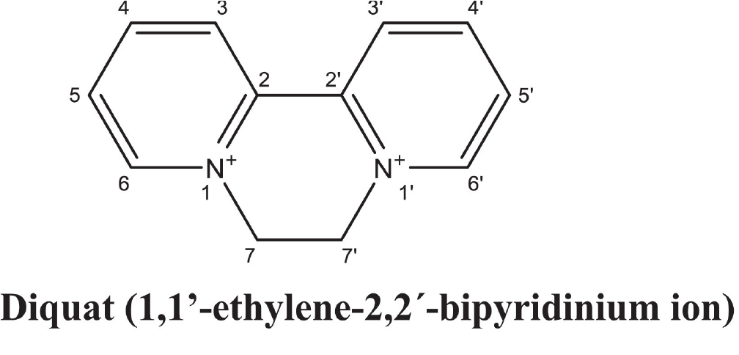 4 3 3' 4'
5 2 2' 5'
6 1 N+ N+ 1' 6'
7 7'
Diquat (1,1’-ethylene-2,2´-bipyridinium ion)